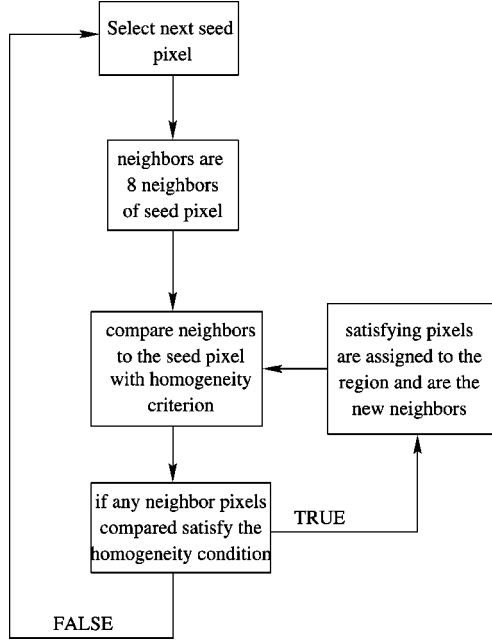 Select next seed
pixel
neighbors are
8 neighbors
of seed pixel
compare neighbors
to the seed pixel
with homogeneity
criterion
satisfying pixels
are assigned to the
region and are the
new neighbors
if any neighbor pixels
compared satisfy the
homogeneity condition
TRUE
FALSE